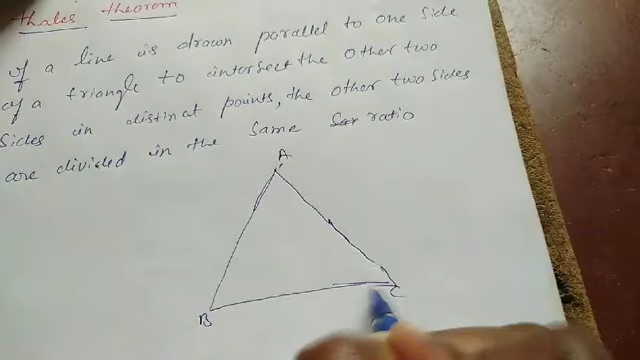 thales theorem
If a line is drawn parallel to one side
of a triangle to intersect the other two
sides in distinat points, the other two sides
are divided in the same ratio
A
B
C